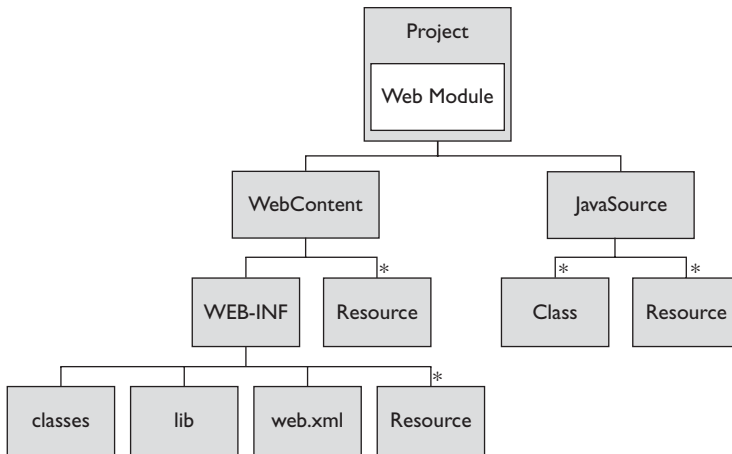 Project
Web Module
WebContent
JavaSource
* * *
WEB-INF
Resource
Class
Resource
*
classes
lib
web.xml
Resource